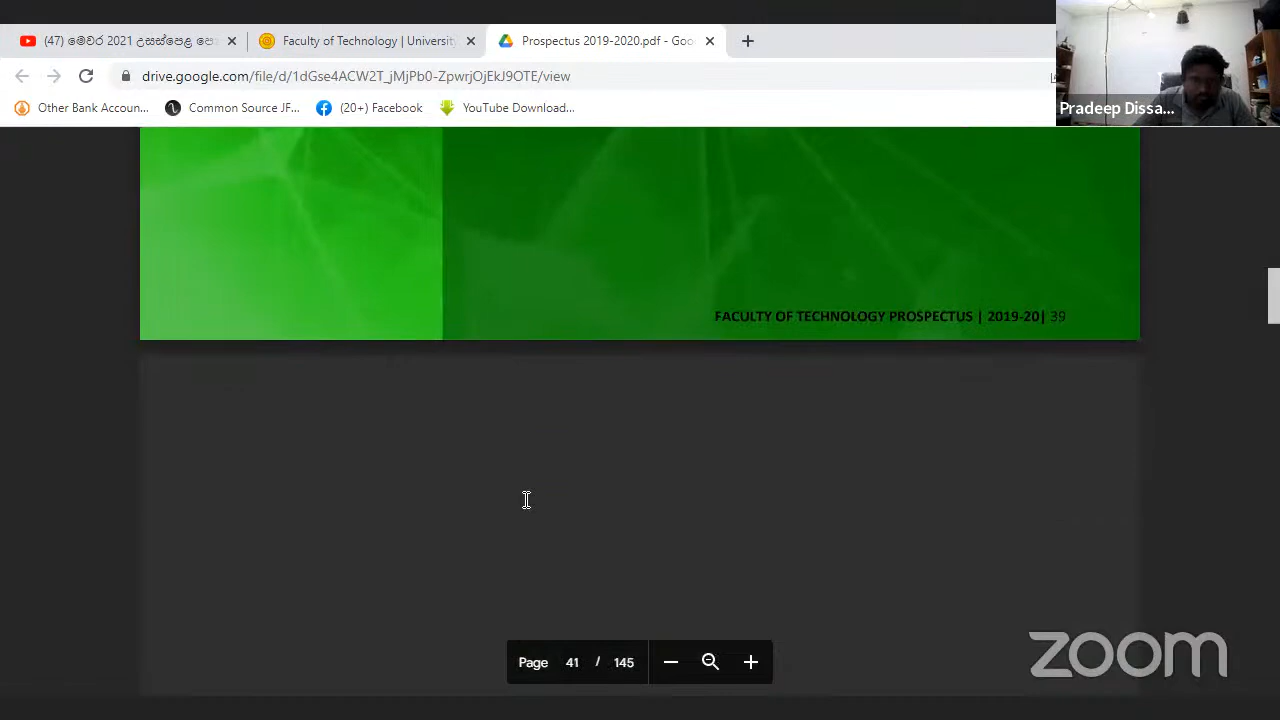 (47) මෙවර 2021 උසස්පෙළ පෙ
Faculty of Technology | University
Prospectus 2019-2020.pdf - Goo
drive.google.com/file/d/1dGse4ACW2T_jMjPb0-ZpwrjOjEkJ9OTE/view
Other Bank Accoun...
Common Source JF...
(20+) Facebook
YouTube Download...
Pradeep Dissa...
FACULTY OF TECHNOLOGY PROSPECTUS | 2019-20| 39
Page 41 / 145
zoom